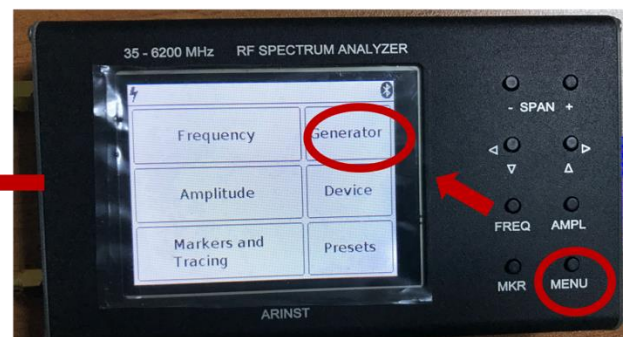 35 - 6200 MHz RF SPECTRUM ANALYZER
Frequency
Generator
Amplitude
Device
Markers and
Tracing
Presets
- SPAN +
FREQ AMPL
MKR MENU
ARINST